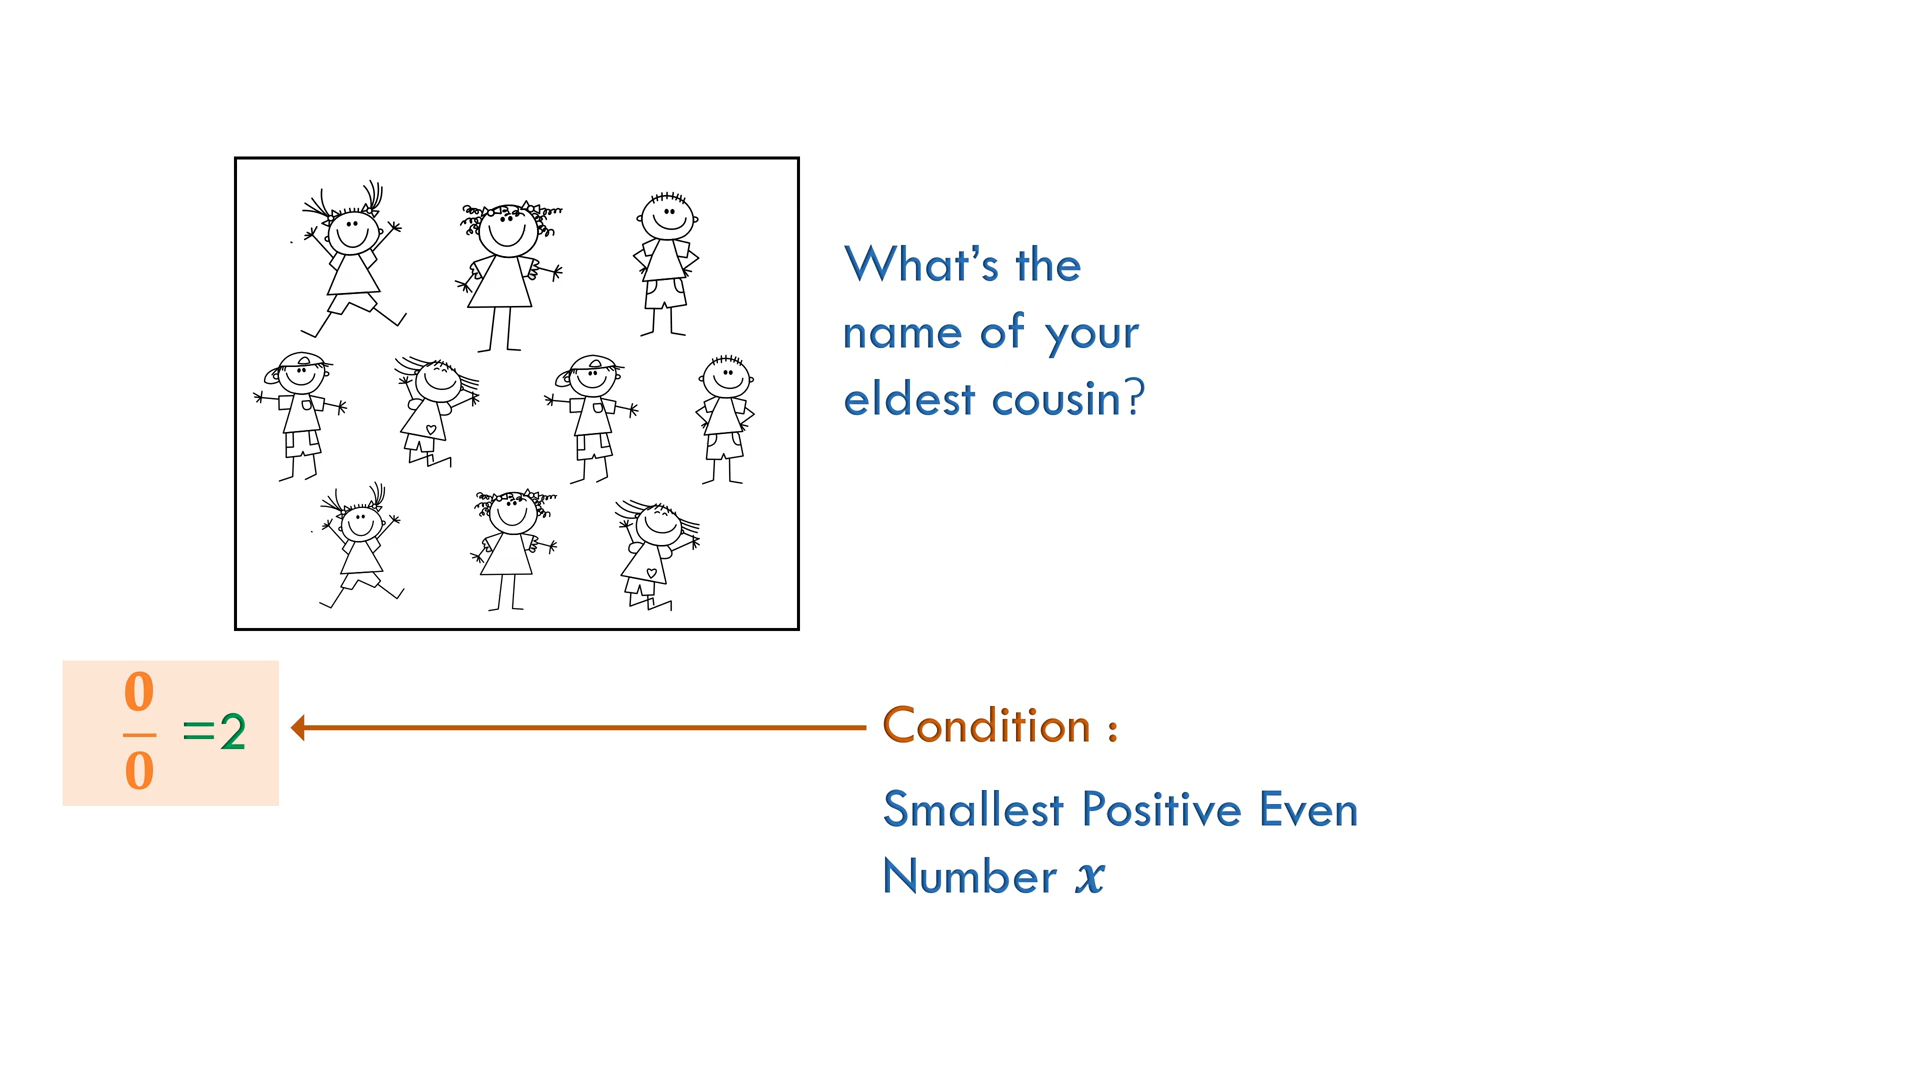 What's the
name of your
eldest cousin?
0
0
=2
Condition :
Smallest Positive Even
Number x